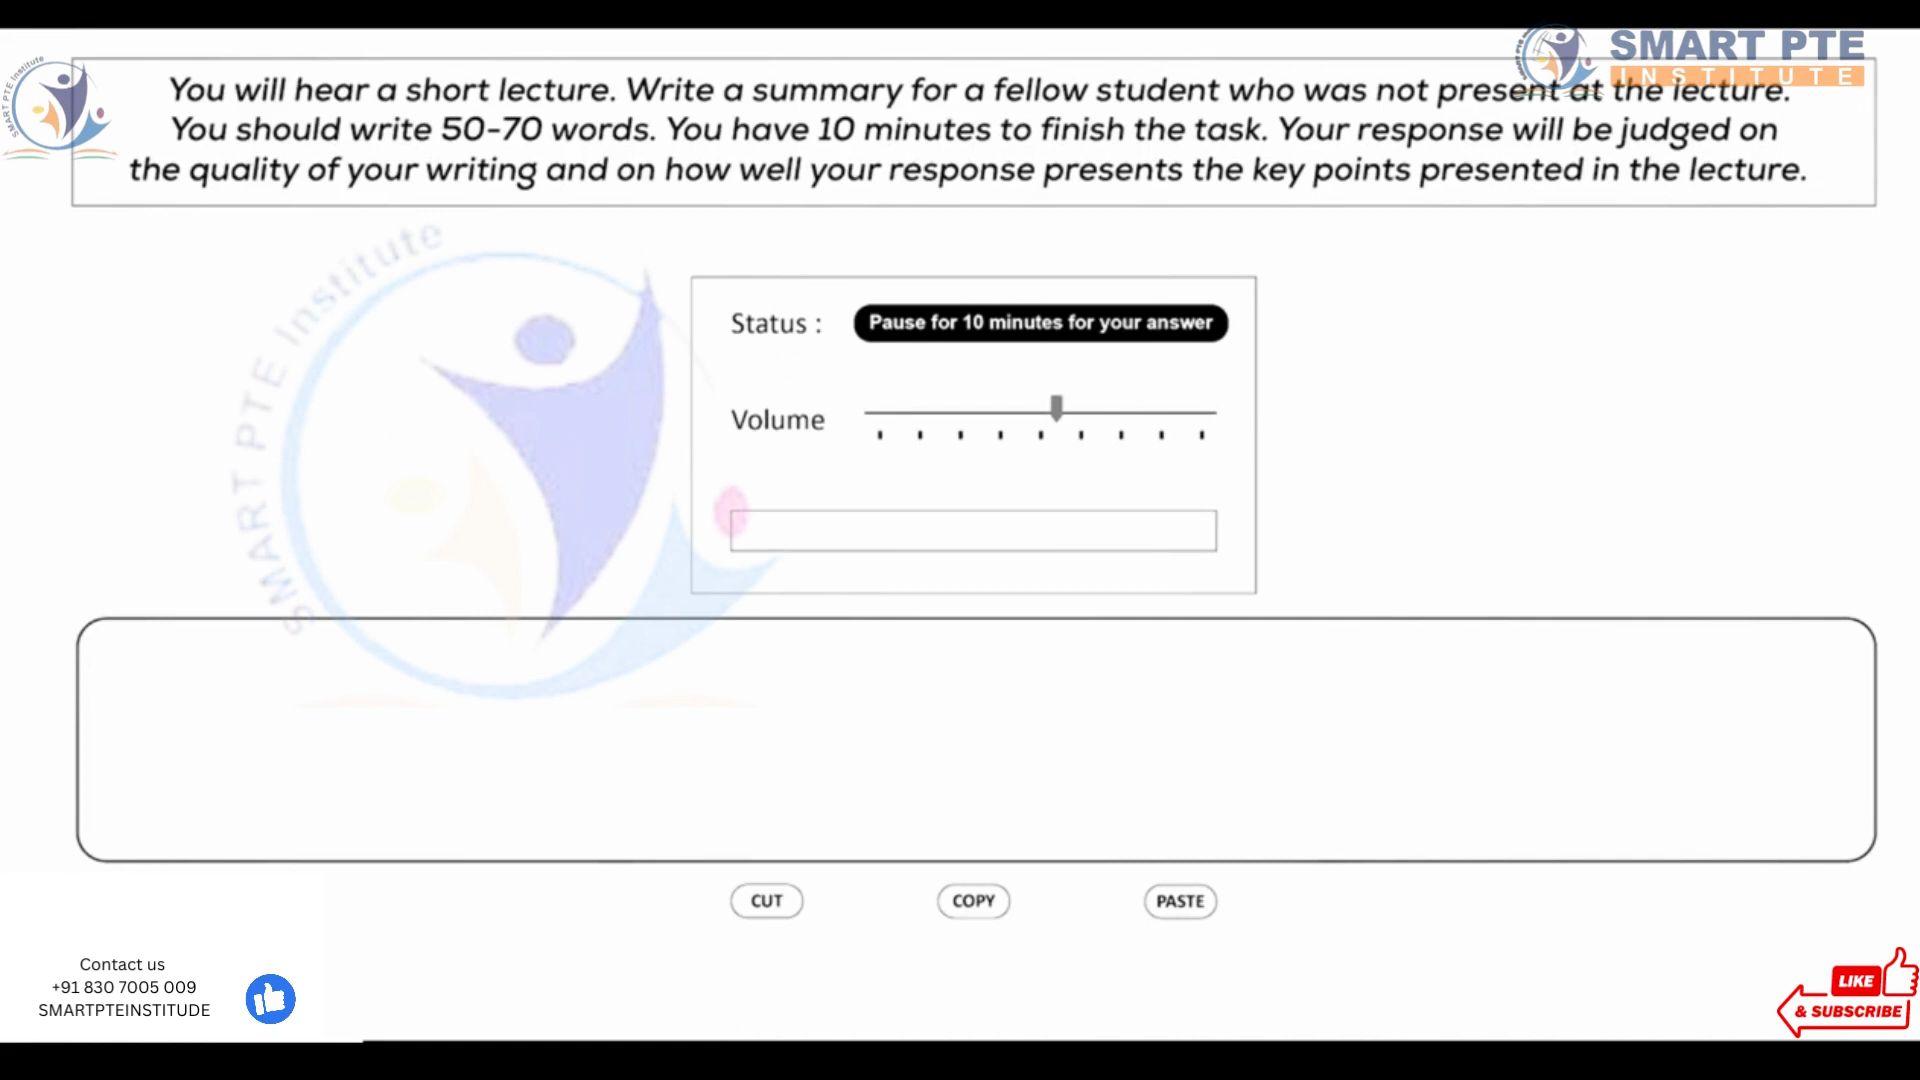 SMART PTE
INSTITUTE
SMART PTE Institute
You will hear a short lecture. Write a summary for a fellow student who was not present at the lecture.
You should write 50-70 words. You have 10 minutes to finish the task. Your response will be judged on
the quality of your writing and on how well your response presents the key points presented in the lecture.
SMART PTE Institute
Status : Pause for 10 minutes for your answer
Volume
CUT COPY PASTE
Contact us
+91 830 7005 009
SMARTPTEINSTITUDE
LIKE
& SUBSCRIBE